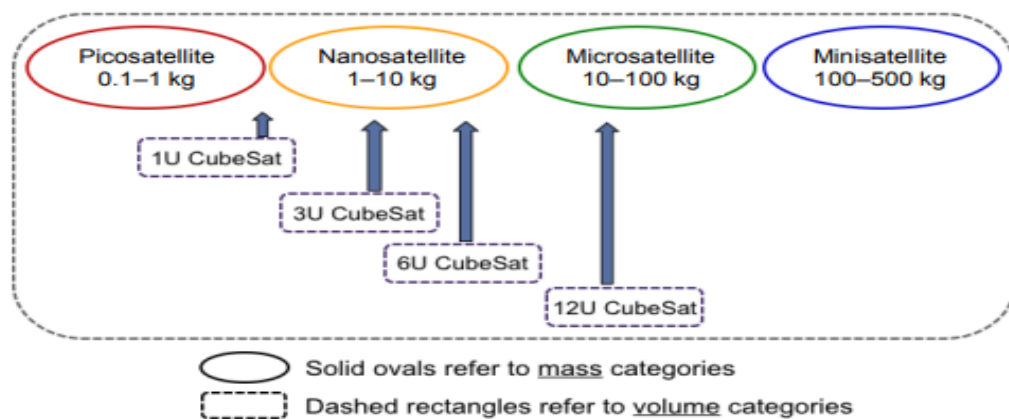 Picosatellite
0.1–1 kg
Nanosatellite
1–10 kg
Microsatellite
10–100 kg
Minisatellite
100–500 kg
1U CubeSat
3U CubeSat
6U CubeSat
12U CubeSat
Solid ovals refer to mass categories
Dashed rectangles refer to volume categories